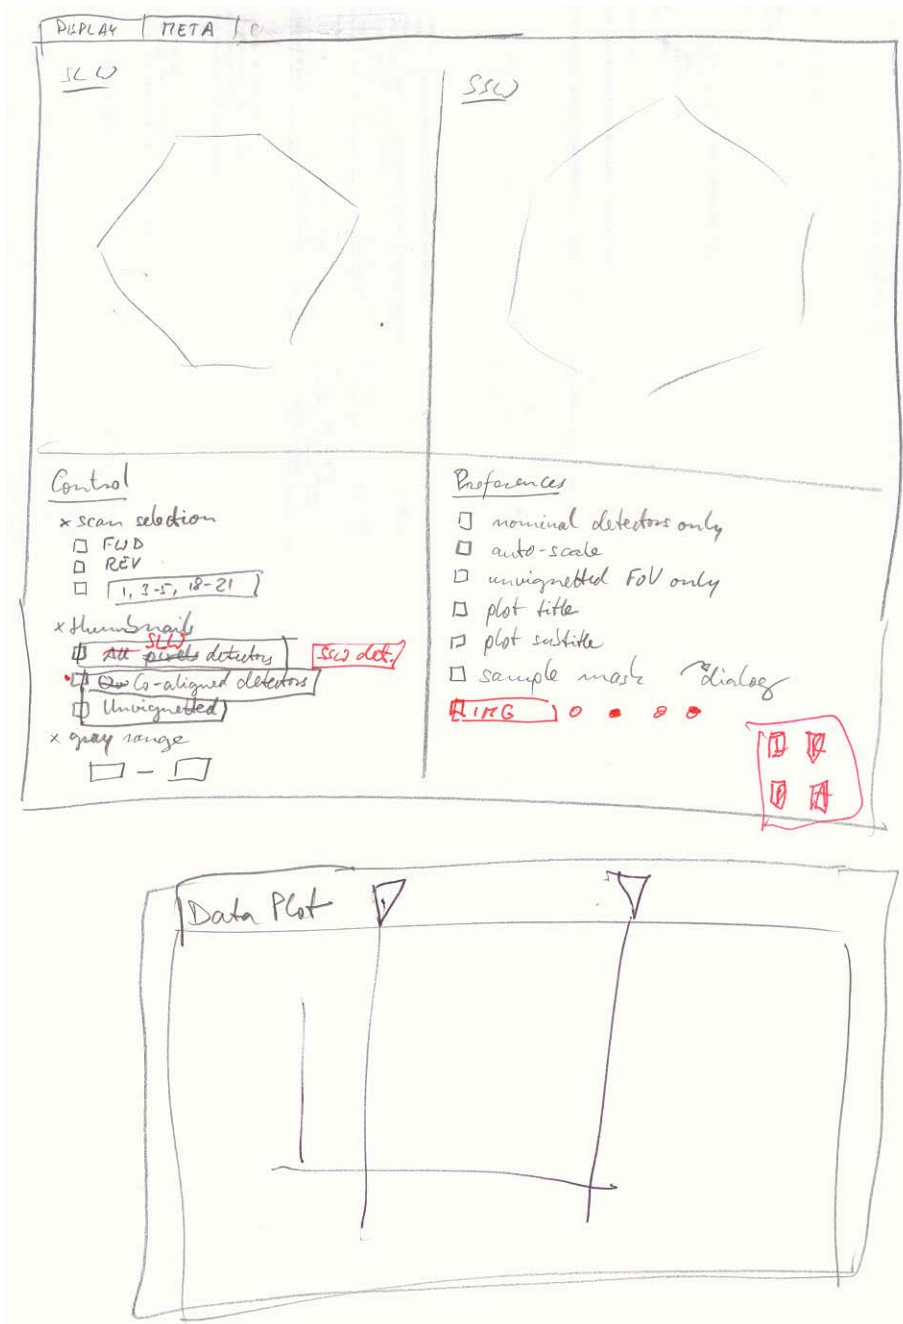 DISPLAY META
SLW
SSW
Control
x scan selection
FWD
REV
1, 3-5, 18-21
x thumbnails
SLW
All pixels detectors
SSW det.
Co-aligned detectors
Unvignetted
x gray range
—
Preferences
nominal detectors only
auto-scale
unvignetted FoV only
plot title
plot subtitle
sample mask dialog
IMG
Data Plot